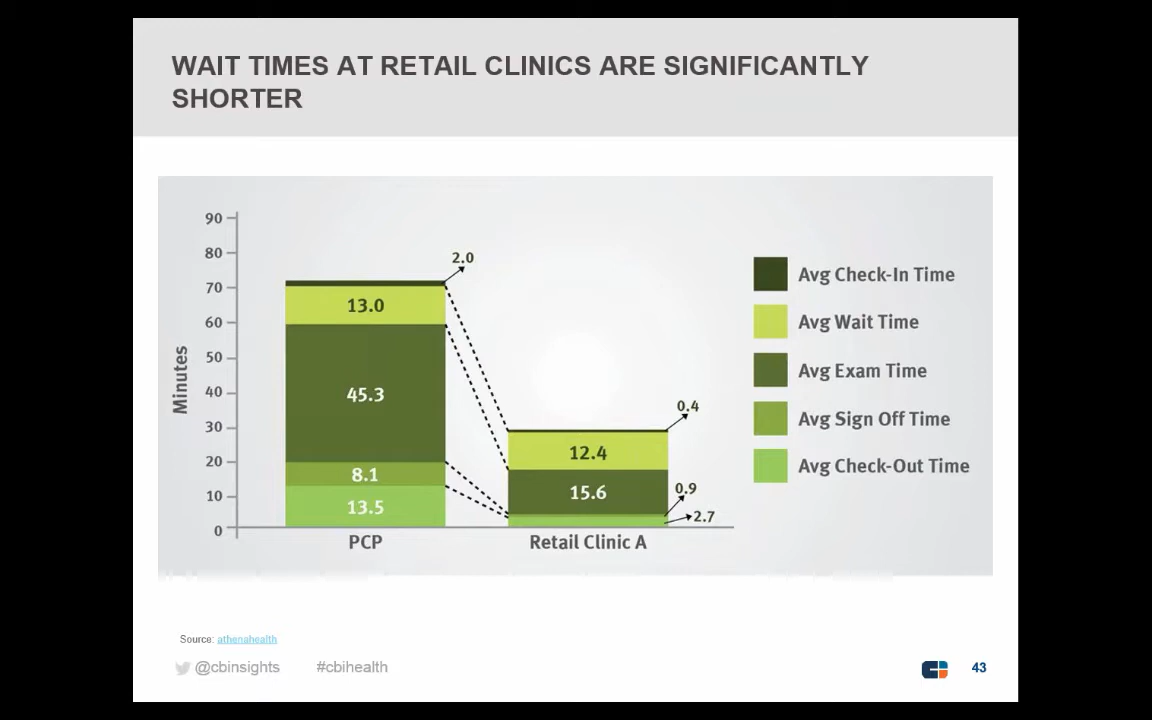 WAIT TIMES AT RETAIL CLINICS ARE SIGNIFICANTLY
SHORTER
90
80
70
60
50
40
30
20
10
0
Minutes
2.0
13.0
45.3
8.1
13.5
PCP
0.4
12.4
15.6
0.9
2.7
Retail Clinic A
Avg Check-In Time
Avg Wait Time
Avg Exam Time
Avg Sign Off Time
Avg Check-Out Time
Source: athenahealth
@cbinsights #cbihealth
43